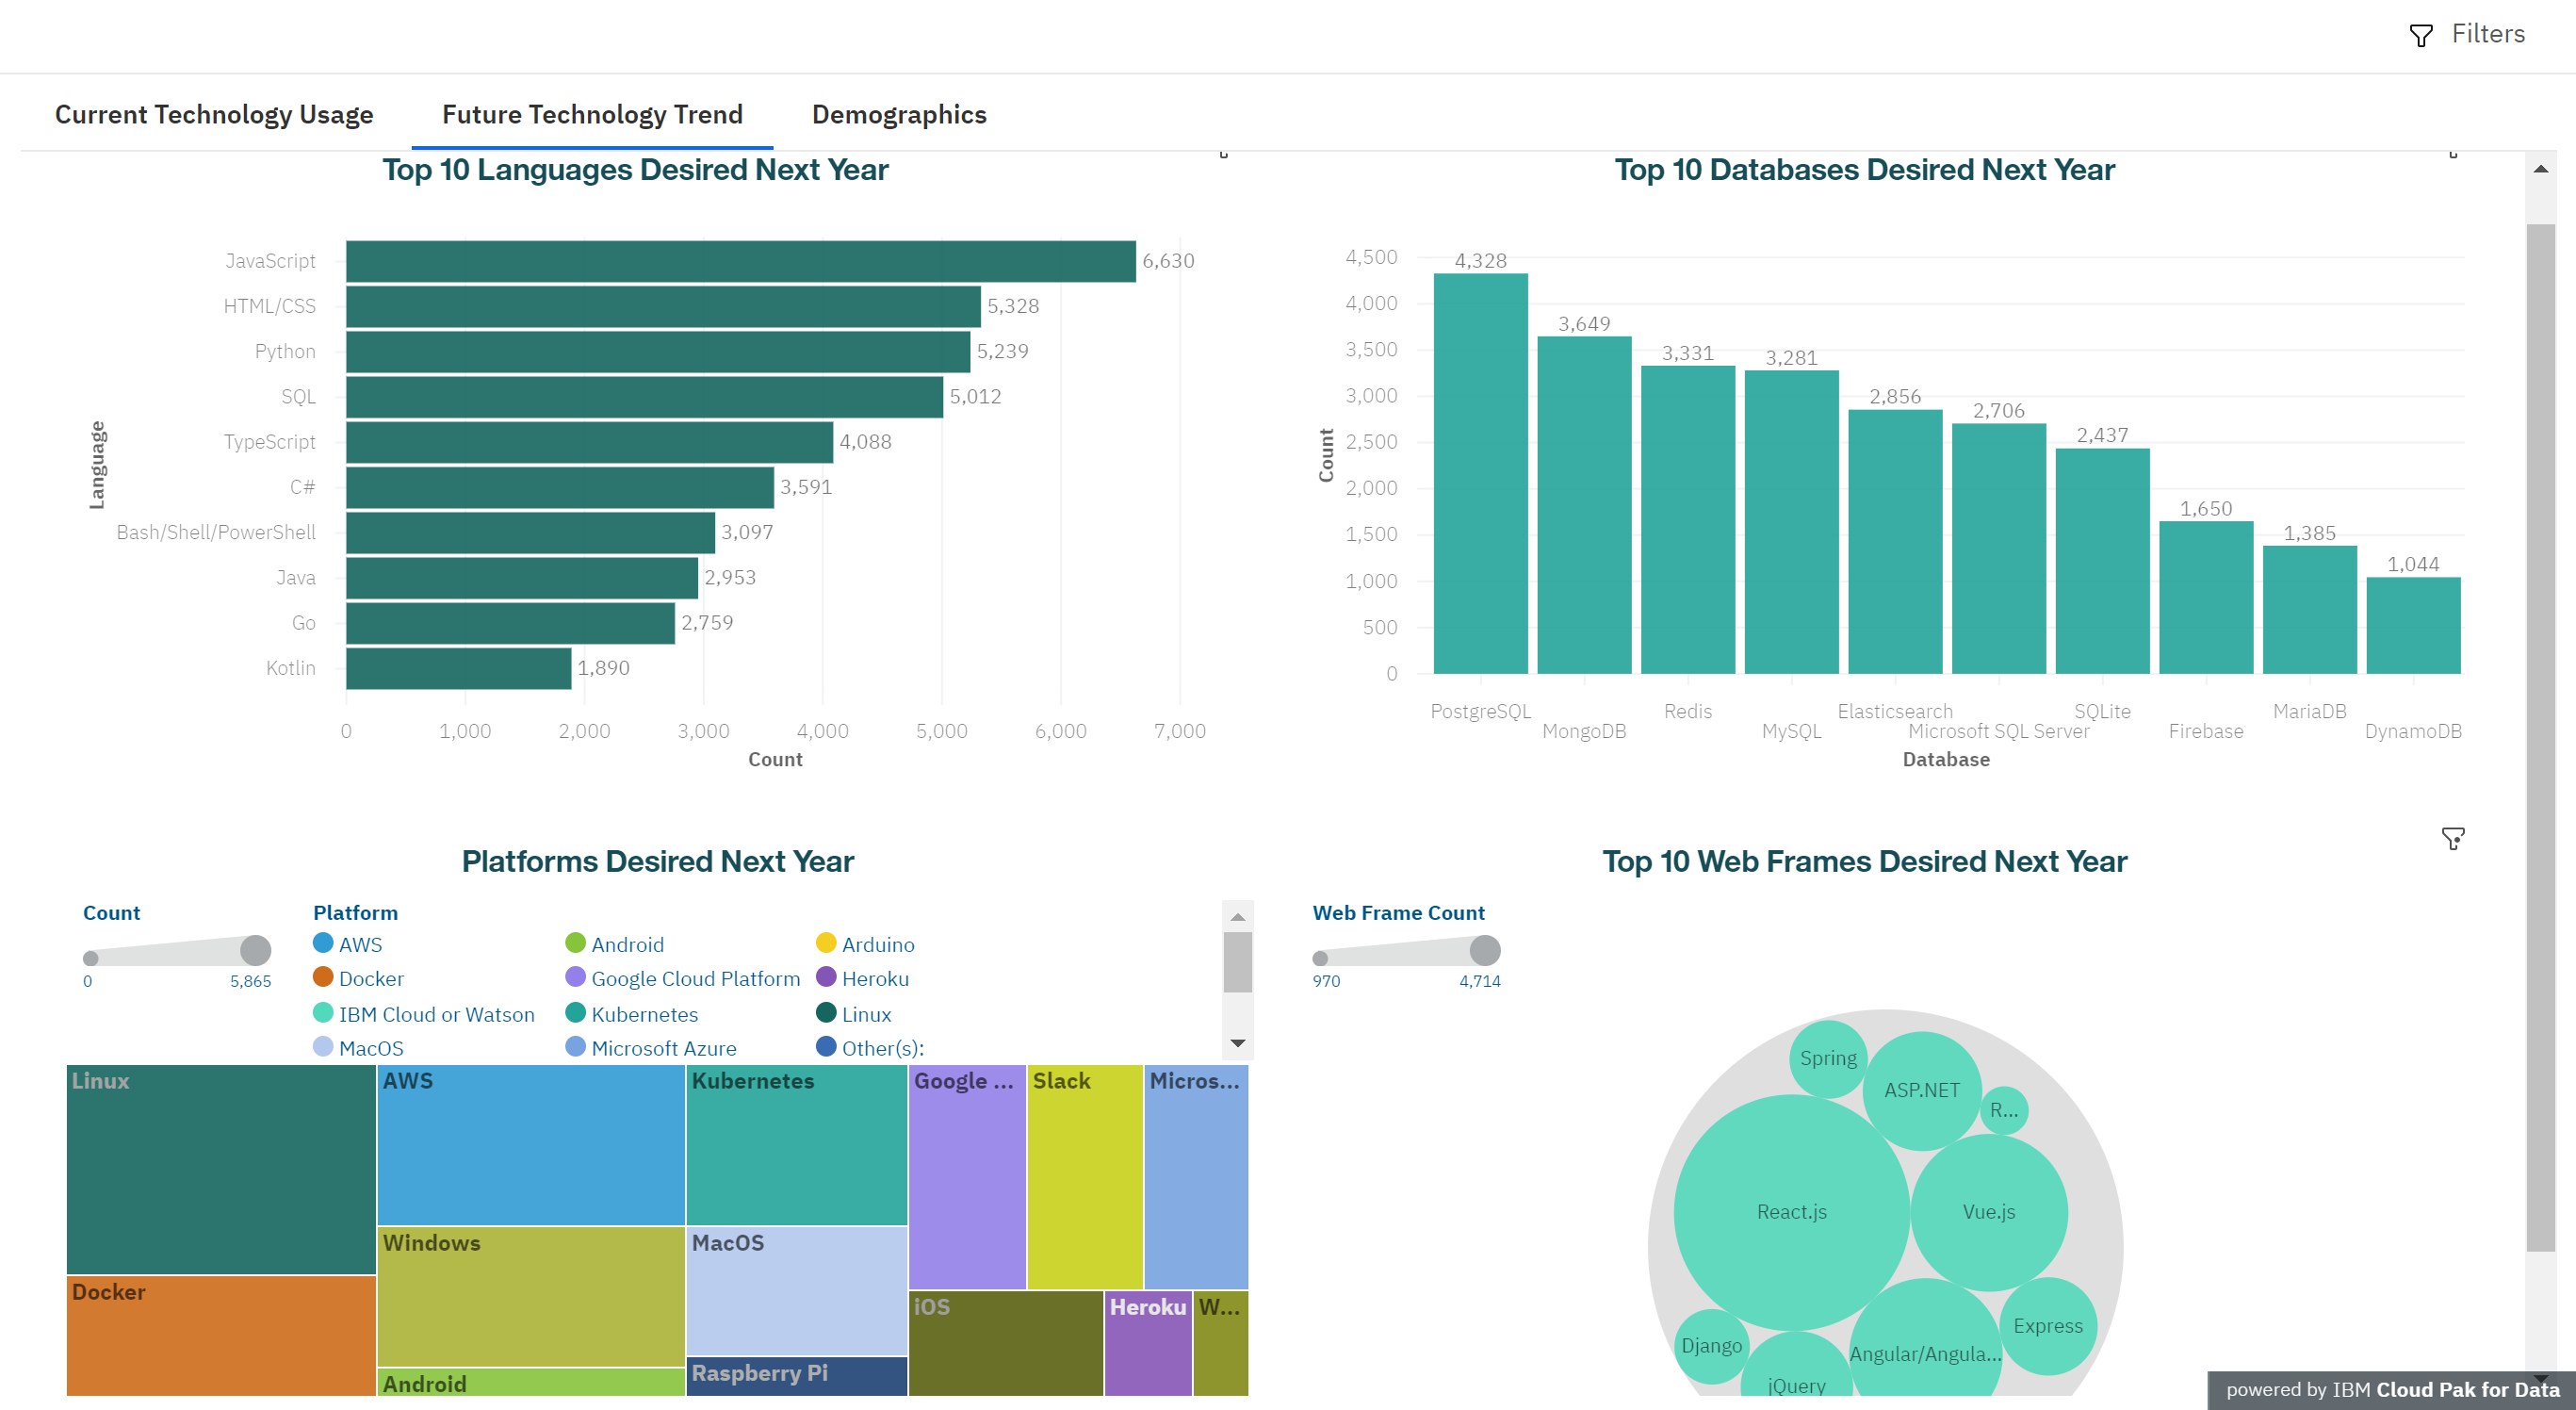 Filters
Current Technology Usage
Future Technology Trend
Demographics
Top 10 Languages Desired Next Year
Language
JavaScript 6,630
HTML/CSS 5,328
Python 5,239
SQL 5,012
TypeScript 4,088
C# 3,591
Bash/Shell/PowerShell 3,097
Java 2,953
Go 2,759
Kotlin 1,890
0 1,000 2,000 3,000 4,000 5,000 6,000 7,000
Count
Top 10 Databases Desired Next Year
Count
4,500
4,000
3,500
3,000
2,500
2,000
1,500
1,000
500
0
4,328
3,649
3,331
3,281
2,856
2,706
2,437
1,650
1,385
1,044
PostgreSQL
MongoDB
Redis
MySQL
Elasticsearch
Microsoft SQL Server
SQLite
Firebase
MariaDB
DynamoDB
Database
Platforms Desired Next Year
Count
0 5,865
Platform
AWS Android Arduino
Docker Google Cloud Platform Heroku
IBM Cloud or Watson Kubernetes Linux
MacOS Microsoft Azure Other(s):
Linux
AWS
Kubernetes
Google ...
Slack
Micros...
Windows
MacOS
Docker
iOS
Heroku
W...
Raspberry Pi
Android
Top 10 Web Frames Desired Next Year
Web Frame Count
970 4,714
Spring
ASP.NET
R...
React.js
Vue.js
Express
Django
Angular/Angula...
jQuery
powered by IBM Cloud Pak for Data